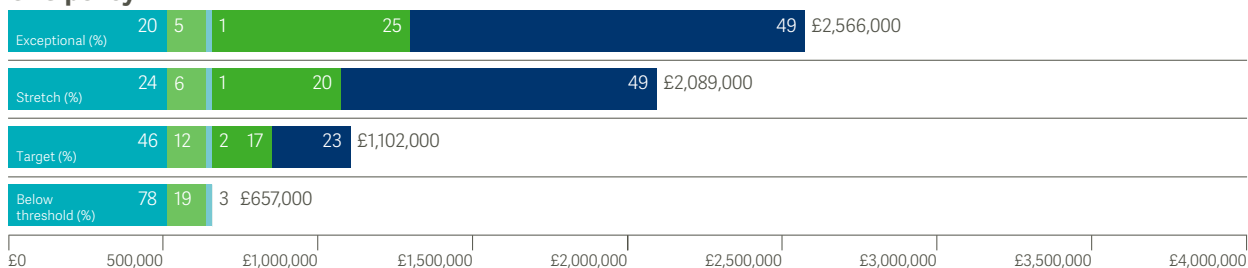 Exceptional (%) 20 5 1 25 49 £2,566,000
Stretch (%) 24 6 1 20 49 £2,089,000
Target (%) 46 12 2 17 23 £1,102,000
Below
threshold (%) 78 19 3 £657,000
£0 500,000 £1,000,000 £1,500,000 £2,000,000 £2,500,000 £3,000,000 £3,500,000 £4,000,000